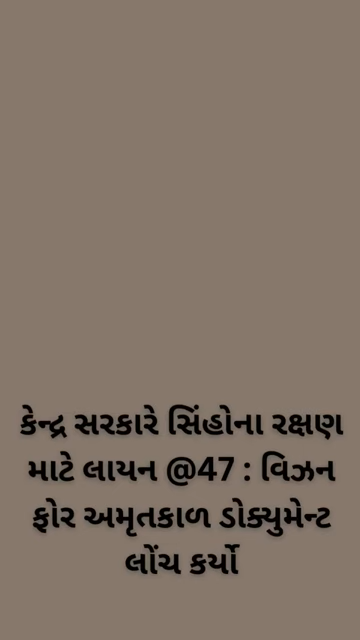 કેન્દ્ર સરકારે સિંહોના રક્ષણ
માટે લાયન @47 : વિઝન
ફોર અમૃતકાળ ડોક્યુમેન્ટ
લોંચ કર્યો